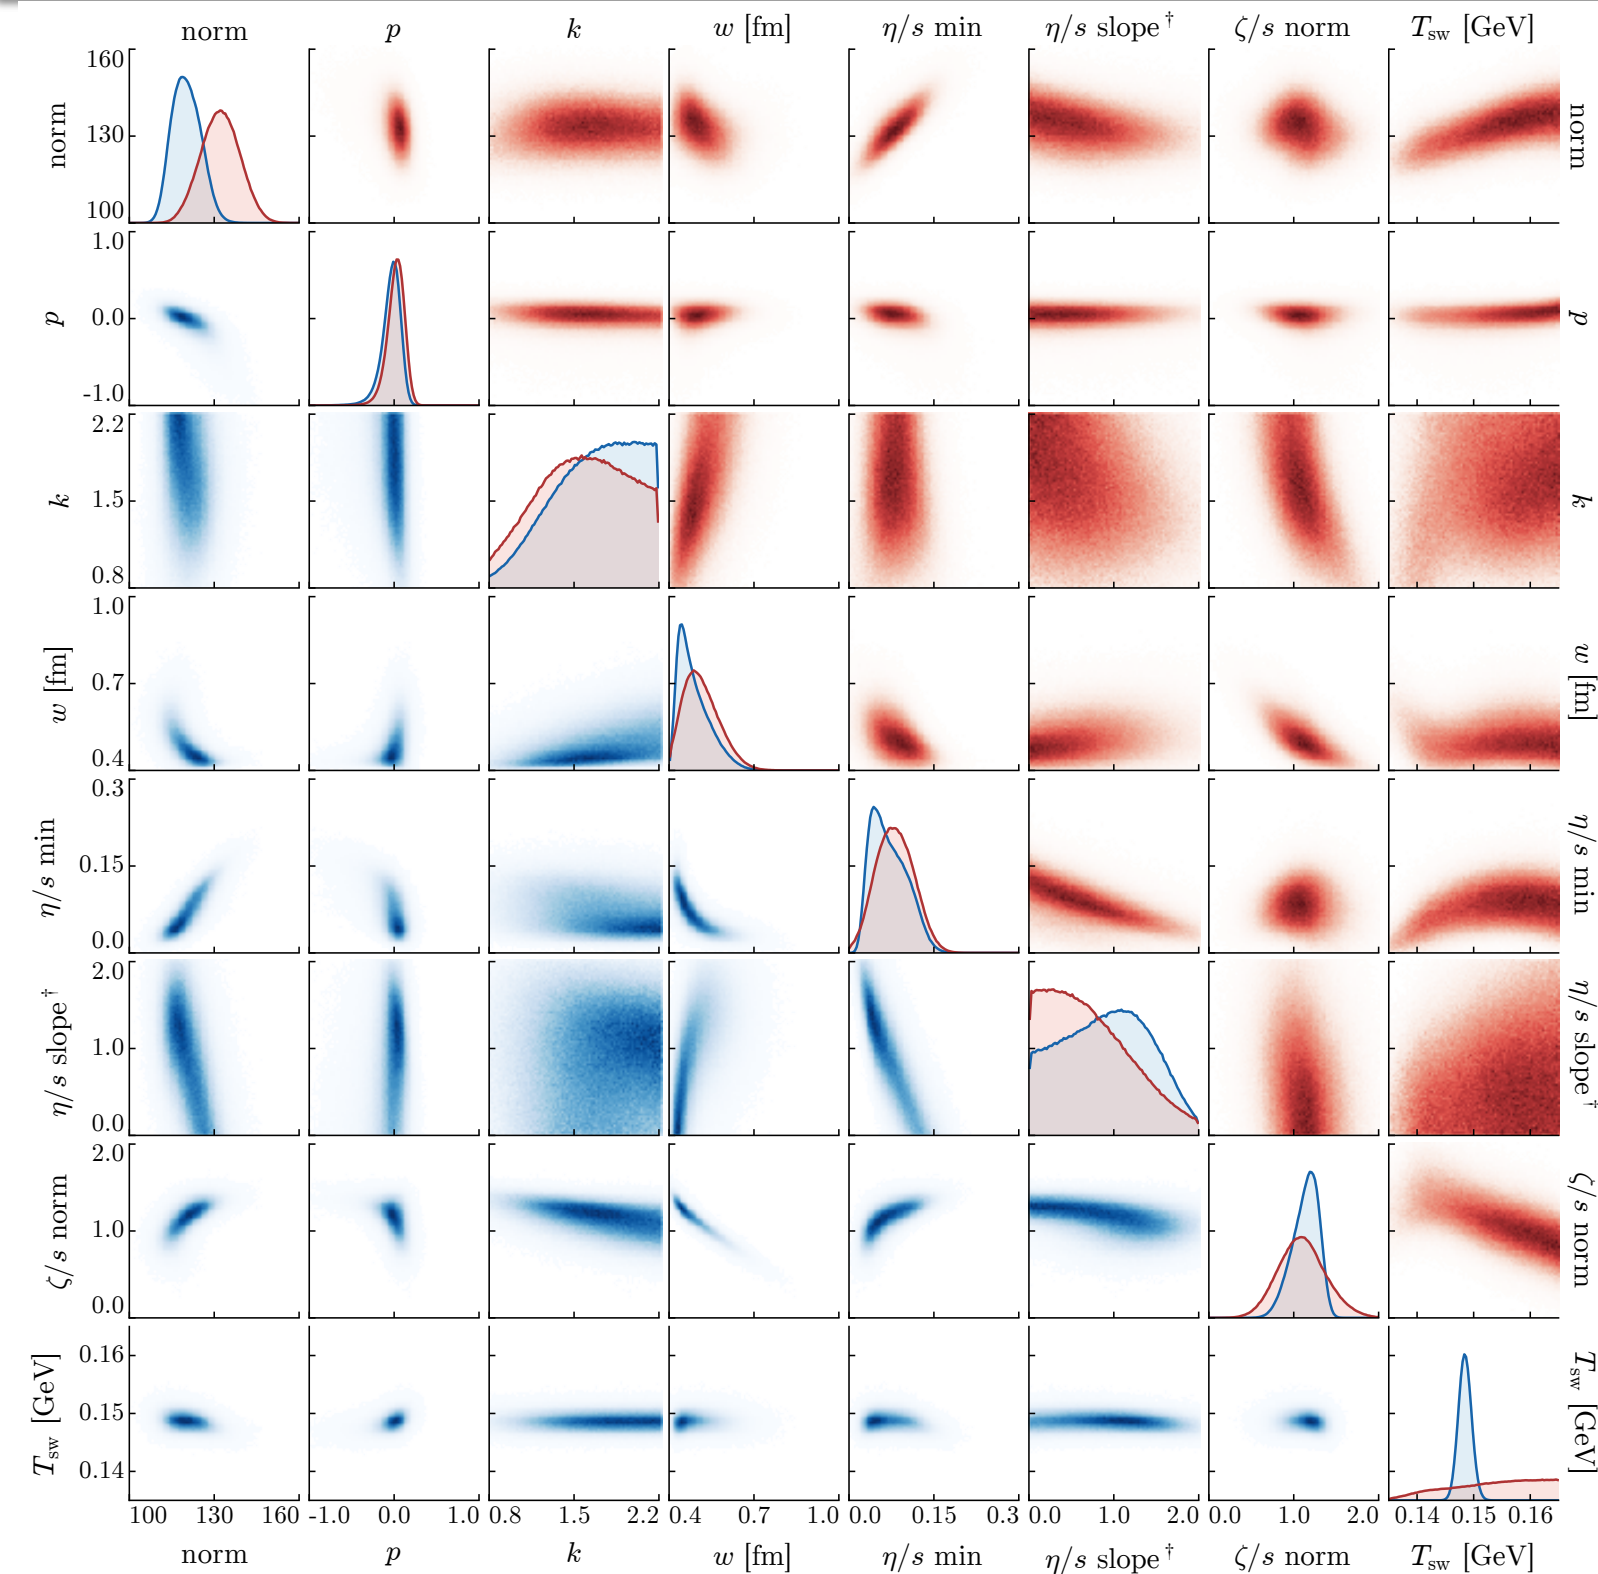 norm p k w [fm] η/s min η/s slope† ζ/s norm Tsw [GeV]
norm 160 130 100 norm
p 1.0 0.0 -1.0 p
k 2.2 1.5 0.8 k
w [fm] 1.0 0.7 0.4 w [fm]
η/s min 0.3 0.15 0.0 η/s min
η/s slope† 2.0 1.0 0.0 η/s slope†
ζ/s norm 2.0 1.0 0.0 ζ/s norm
Tsw [GeV] 0.16 0.15 0.14 Tsw [GeV]
100 130 160 -1.0 0.0 1.0 0.8 1.5 2.2 0.4 0.7 1.0 0.0 0.15 0.3 0.0 1.0 2.0 0.0 1.0 2.0 0.14 0.15 0.16
norm p k w [fm] η/s min η/s slope† ζ/s norm Tsw [GeV]